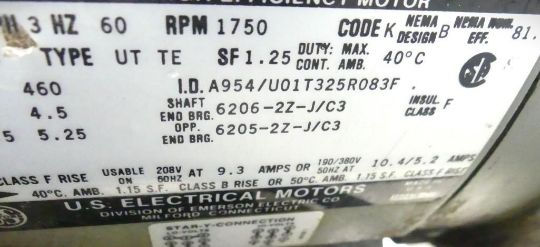 EFFICIENCY MOTOR
PH 3 HZ 60 RPM 1750 CODE K NEMA DESIGN B NEMA NOM. EFF. 81.
TYPE UT TE SF 1.25 DUTY: MAX. CONT. AMB. 40°C
460 I.D. A954/U01T325R083F
4.5 SHAFT END BRG. 6206-2Z-J/C3 INSUL CLASS F
5 5.25 OPP. END BRG. 6205-2Z-J/C3
CLASS F RISE USABLE ON 208V 60HZ AT 9.3 AMPS OR 190/380V 50HZ AT 10.4/5.2 AMPS
40°C. AMB. 1.15 S.F. CLASS B RISE OR 50°C. AMB. 1.15 S.F. CLASS F RISE
U.S. ELECTRICAL MOTORS
DIVISION OF EMERSON ELECTRIC CO
MILFORD CONNECTICUT
STAR-Y-CONNECTION